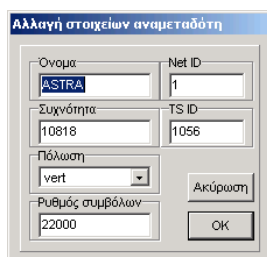 Αλλαγή στοιχείων αναμεταδότη
Όνομα
Net ID
ASTRA
1
Συχνότητα
TS ID
10818
1056
Πόλωση
vert
Ακύρωση
Ρυθμός συμβόλων
22000
OK